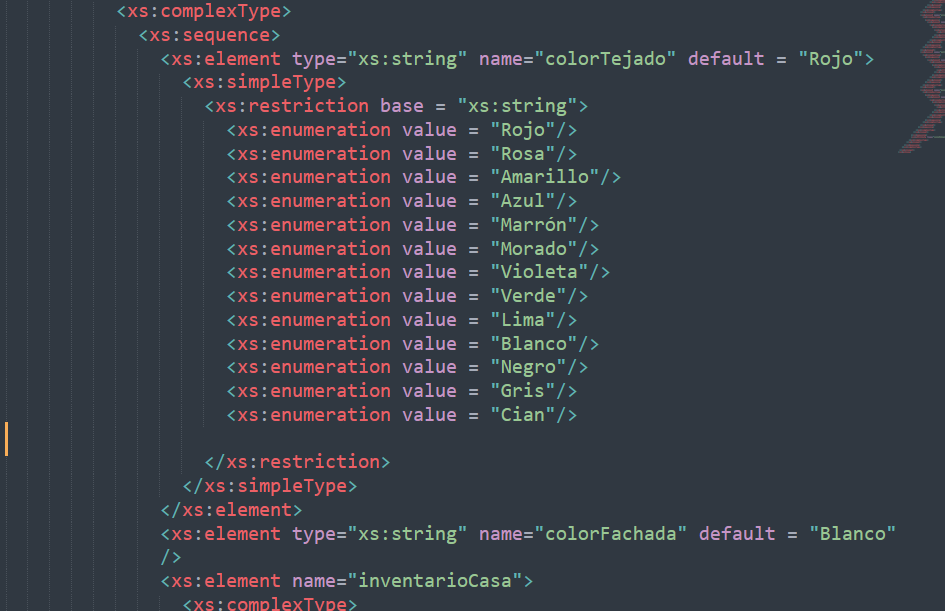 <xs:complexType>
<xs:sequence>
<xs:element type="xs:string" name="colorTejado" default = "Rojo">
<xs:simpleType>
<xs:restriction base = "xs:string">
<xs:enumeration value = "Rojo"/>
<xs:enumeration value = "Rosa"/>
<xs:enumeration value = "Amarillo"/>
<xs:enumeration value = "Azul"/>
<xs:enumeration value = "Marrón"/>
<xs:enumeration value = "Morado"/>
<xs:enumeration value = "Violeta"/>
<xs:enumeration value = "Verde"/>
<xs:enumeration value = "Lima"/>
<xs:enumeration value = "Blanco"/>
<xs:enumeration value = "Negro"/>
<xs:enumeration value = "Gris"/>
<xs:enumeration value = "Cian"/>
</xs:restriction>
</xs:simpleType>
</xs:element>
<xs:element type="xs:string" name="colorFachada" default = "Blanco"
/>
<xs:element name="inventarioCasa">
<xs:complexType>